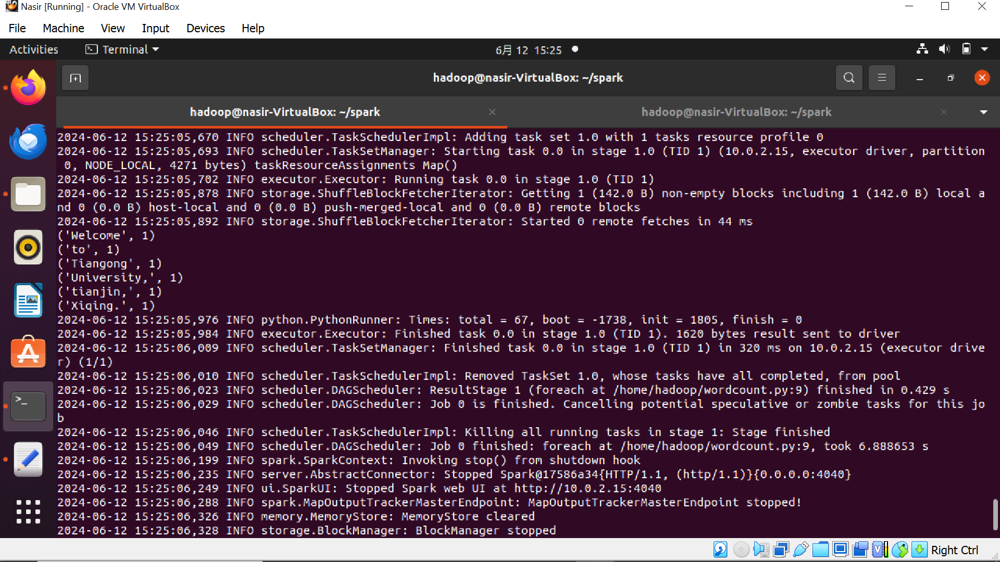 Nasir [Running] - Oracle VM VirtualBox
File Machine View Input Devices Help
Activities Terminal 6月 12 15:25
hadoop@nasir-VirtualBox: ~/spark
hadoop@nasir-VirtualBox: ~/spark hadoop@nasir-VirtualBox: ~/spark
2024-06-12 15:25:05,670 INFO scheduler.TaskSchedulerImpl: Adding task set 1.0 with 1 tasks resource profile 0
2024-06-12 15:25:05,693 INFO scheduler.TaskSetManager: Starting task 0.0 in stage 1.0 (TID 1) (10.0.2.15, executor driver, partition
 0, NODE_LOCAL, 4271 bytes) taskResourceAssignments Map()
2024-06-12 15:25:05,702 INFO executor.Executor: Running task 0.0 in stage 1.0 (TID 1)
2024-06-12 15:25:05,878 INFO storage.ShuffleBlockFetcherIterator: Getting 1 (142.0 B) non-empty blocks including 1 (142.0 B) local a
nd 0 (0.0 B) host-local and 0 (0.0 B) push-merged-local and 0 (0.0 B) remote blocks
2024-06-12 15:25:05,892 INFO storage.ShuffleBlockFetcherIterator: Started 0 remote fetches in 44 ms
('Welcome', 1)
('to', 1)
('Tiangong', 1)
('University,', 1)
('tianjin,', 1)
('Xiqing.', 1)
2024-06-12 15:25:05,976 INFO python.PythonRunner: Times: total = 67, boot = -1738, init = 1805, finish = 0
2024-06-12 15:25:05,984 INFO executor.Executor: Finished task 0.0 in stage 1.0 (TID 1). 1620 bytes result sent to driver
2024-06-12 15:25:06,009 INFO scheduler.TaskSetManager: Finished task 0.0 in stage 1.0 (TID 1) in 320 ms on 10.0.2.15 (executor drive
r) (1/1)
2024-06-12 15:25:06,010 INFO scheduler.TaskSchedulerImpl: Removed TaskSet 1.0, whose tasks have all completed, from pool
2024-06-12 15:25:06,023 INFO scheduler.DAGScheduler: ResultStage 1 (foreach at /home/hadoop/wordcount.py:9) finished in 0.429 s
2024-06-12 15:25:06,029 INFO scheduler.DAGScheduler: Job 0 is finished. Cancelling potential speculative or zombie tasks for this jo
b
2024-06-12 15:25:06,046 INFO scheduler.TaskSchedulerImpl: Killing all running tasks in stage 1: Stage finished
2024-06-12 15:25:06,049 INFO scheduler.DAGScheduler: Job 0 finished: foreach at /home/hadoop/wordcount.py:9, took 6.888653 s
2024-06-12 15:25:06,199 INFO spark.SparkContext: Invoking stop() from shutdown hook
2024-06-12 15:25:06,235 INFO server.AbstractConnector: Stopped Spark@17586a34{HTTP/1.1, (http/1.1)}{0.0.0.0:4040}
2024-06-12 15:25:06,249 INFO ui.SparkUI: Stopped Spark web UI at http://10.0.2.15:4040
2024-06-12 15:25:06,288 INFO spark.MapOutputTrackerMasterEndpoint: MapOutputTrackerMasterEndpoint stopped!
2024-06-12 15:25:06,326 INFO memory.MemoryStore: MemoryStore cleared
2024-06-12 15:25:06,328 INFO storage.BlockManager: BlockManager stopped
Right Ctrl